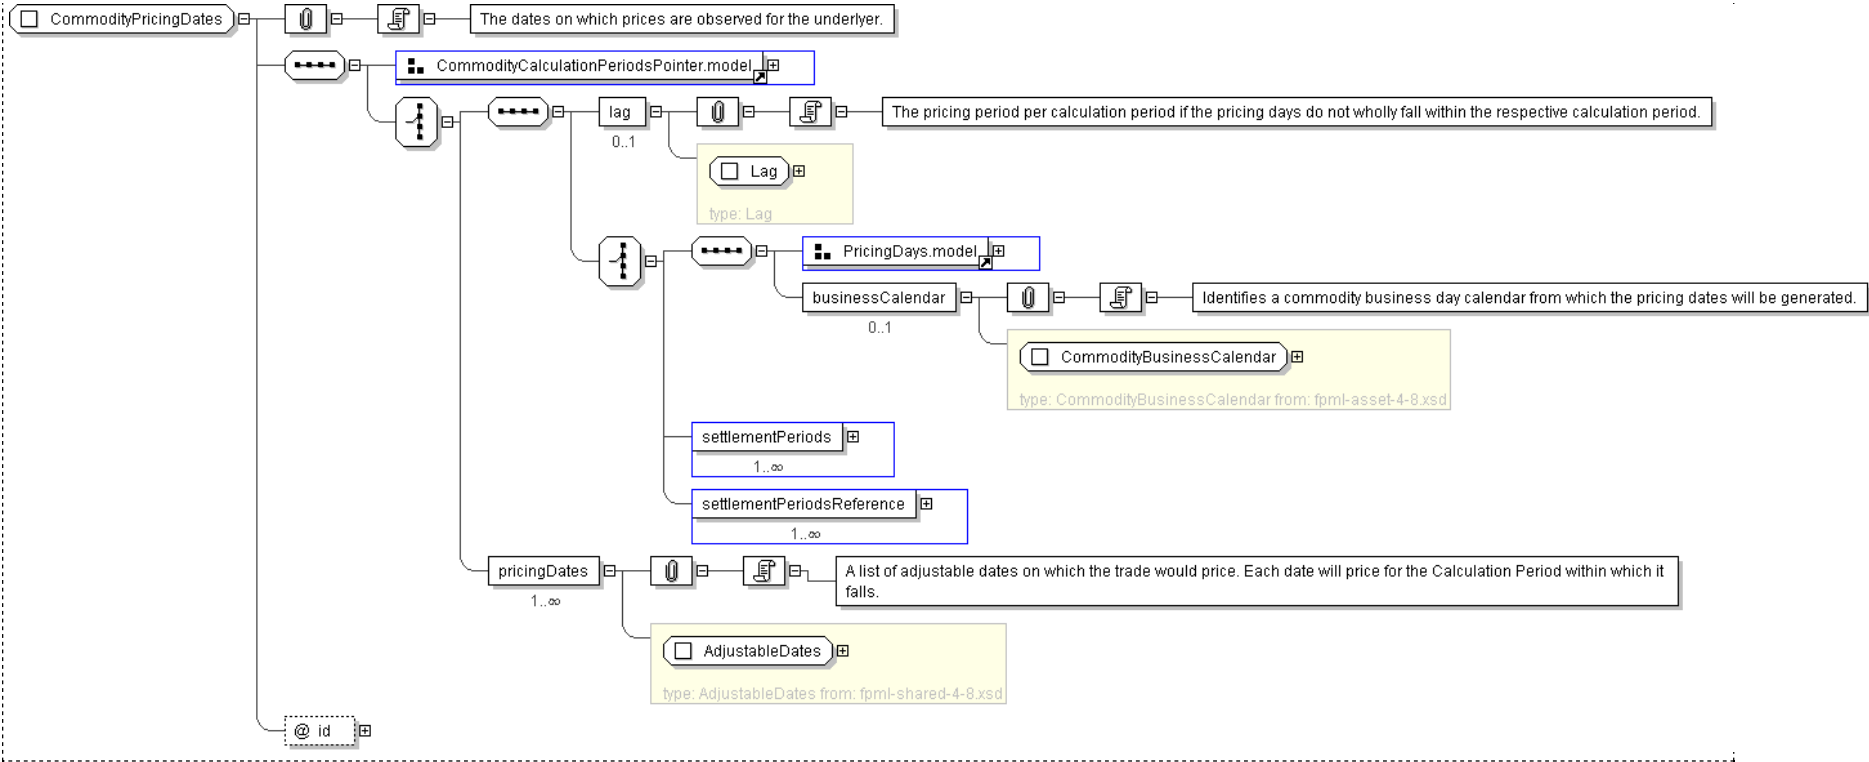 CommodityPricingDates
The dates on which prices are observed for the underlyer.
CommodityCalculationPeriodsPointer.model
lag
The pricing period per calculation period if the pricing days do not wholly fall within the respective calculation period.
0..1
Lag
type: Lag
PricingDays.model
businessCalendar
Identifies a commodity business day calendar from which the pricing dates will be generated.
0..1
CommodityBusinessCalendar
type: CommodityBusinessCalendar from: fpml-asset-4-8.xsd
settlementPeriods
1..∞
settlementPeriodsReference
1..∞
pricingDates
A list of adjustable dates on which the trade would price. Each date will price for the Calculation Period within which it
falls.
1..∞
AdjustableDates
type: AdjustableDates from: fpml-shared-4-8.xsd
@ id